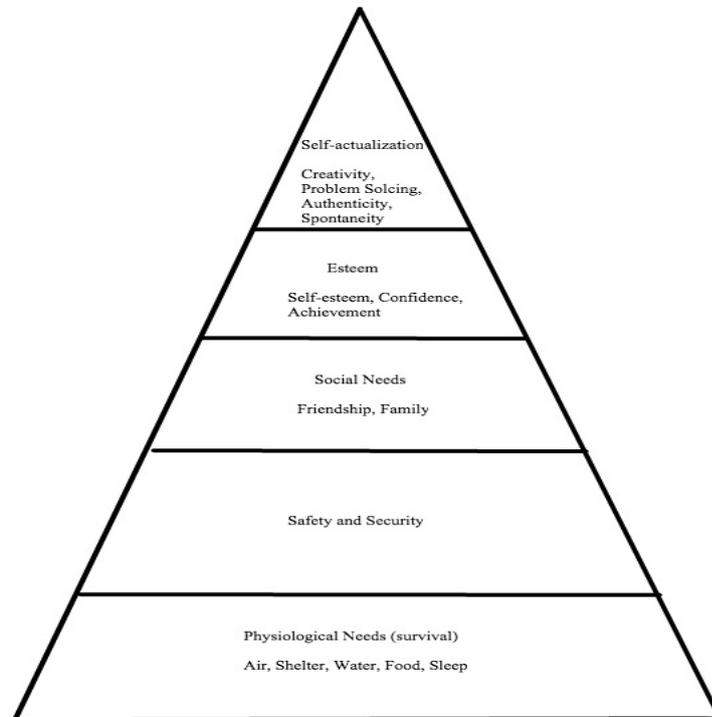 Self-actualization
Creativity,
Problem Solcing,
Authenticity,
Spontaneity
Esteem
Self-esteem, Confidence,
Achievement
Social Needs
Friendship, Family
Safety and Security
Physiological Needs (survival)
Air, Shelter, Water, Food, Sleep